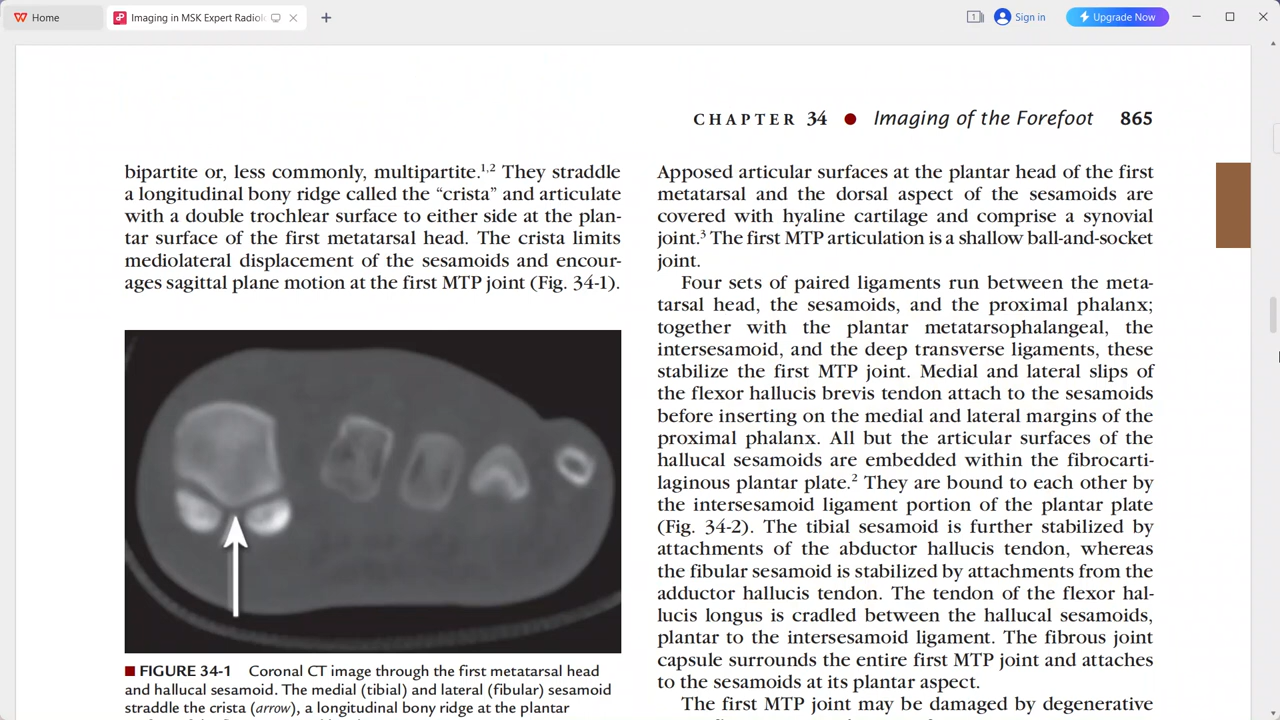 Home
Imaging in MSK Expert Radiol
1
Sign in
Upgrade Now
CHAPTER 34 ● Imaging of the Forefoot 865
bipartite or, less commonly, multipartite.1,2 They straddle
a longitudinal bony ridge called the “crista” and articulate
with a double trochlear surface to either side at the plan-
tar surface of the first metatarsal head. The crista limits
mediolateral displacement of the sesamoids and encour-
ages sagittal plane motion at the first MTP joint (Fig. 34-1).
■ FIGURE 34-1 Coronal CT image through the first metatarsal head
and hallucal sesamoid. The medial (tibial) and lateral (fibular) sesamoid
straddle the crista (arrow), a longitudinal bony ridge at the plantar
Apposed articular surfaces at the plantar head of the first
metatarsal and the dorsal aspect of the sesamoids are
covered with hyaline cartilage and comprise a synovial
joint.3 The first MTP articulation is a shallow ball-and-socket
joint.
Four sets of paired ligaments run between the meta-
tarsal head, the sesamoids, and the proximal phalanx;
together with the plantar metatarsophalangeal, the
intersesamoid, and the deep transverse ligaments, these
stabilize the first MTP joint. Medial and lateral slips of
the flexor hallucis brevis tendon attach to the sesamoids
before inserting on the medial and lateral margins of the
proximal phalanx. All but the articular surfaces of the
hallucal sesamoids are embedded within the fibrocarti-
laginous plantar plate.2 They are bound to each other by
the intersesamoid ligament portion of the plantar plate
(Fig. 34-2). The tibial sesamoid is further stabilized by
attachments of the abductor hallucis tendon, whereas
the fibular sesamoid is stabilized by attachments from the
adductor hallucis tendon. The tendon of the flexor hal-
lucis longus is cradled between the hallucal sesamoids,
plantar to the intersesamoid ligament. The fibrous joint
capsule surrounds the entire first MTP joint and attaches
to the sesamoids at its plantar aspect.
The first MTP joint may be damaged by degenerative